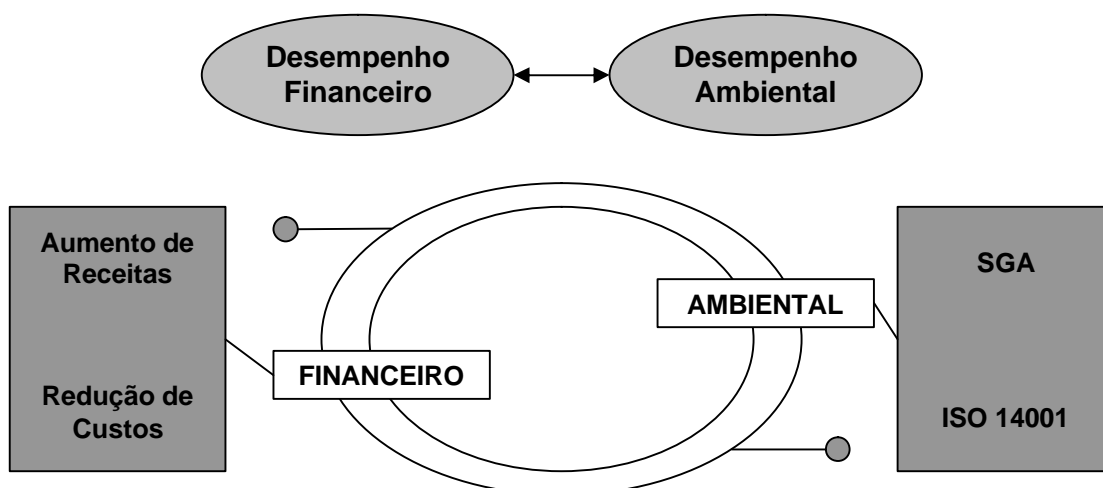 Desempenho
Financeiro
Desempenho
Ambiental
Aumento de
Receitas
Redução de
Custos
FINANCEIRO
AMBIENTAL
SGA
ISO 14001